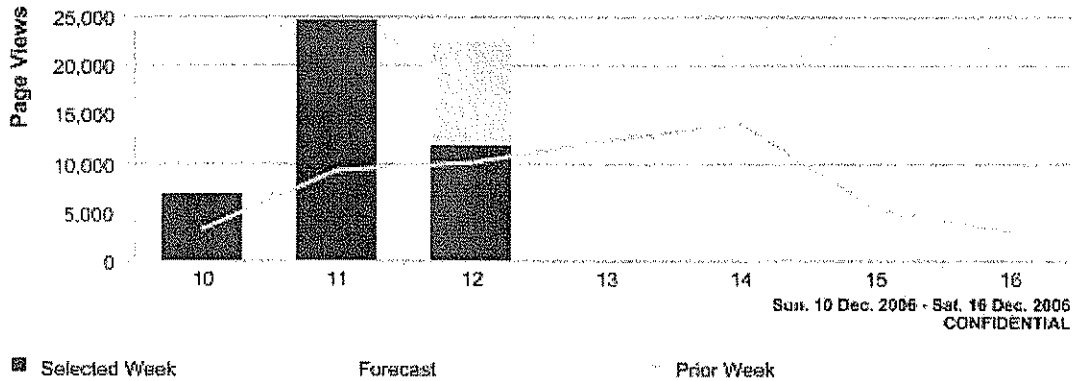 Page Views
25,000
20,000
15,000
10,000
5,000
0
10 11 12 13 14 15 16
Sun. 10 Dec. 2006 - Sat. 16 Dec. 2006
CONFIDENTIAL
Selected Week Forecast Prior Week